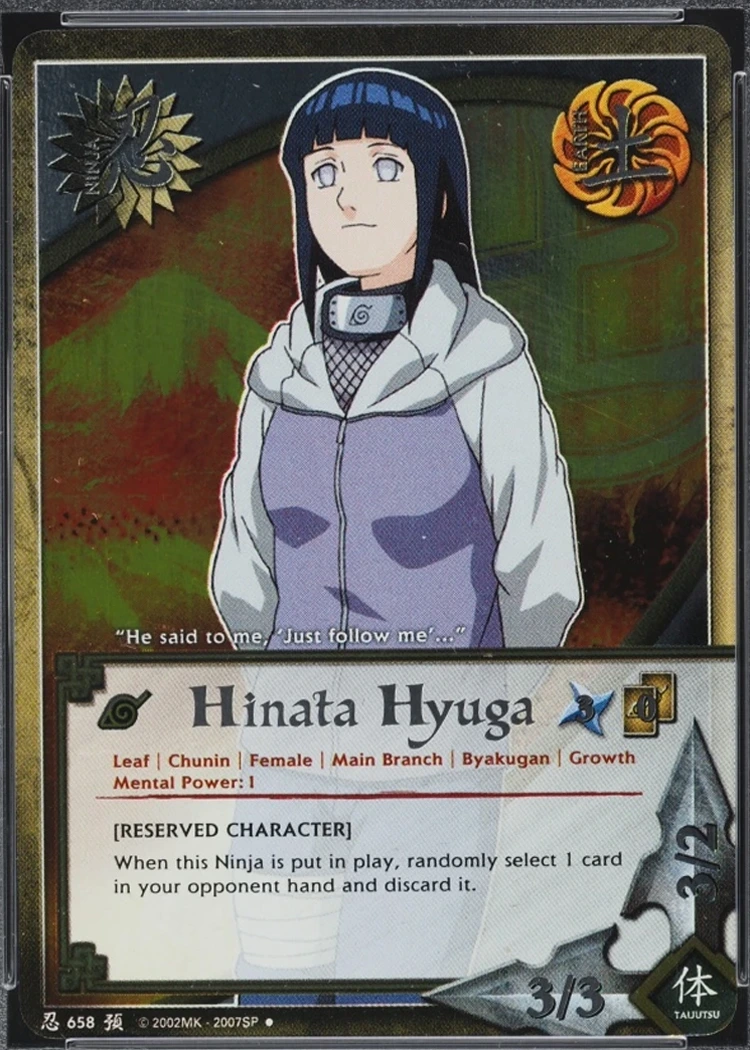 NINJA 忍
EARTH 土
"He said to me, 'Just follow me'..."
Hinata Hyuga 3 0
Leaf | Chunin | Female | Main Branch | Byakugan | Growth
Mental Power: 1
[RESERVED CHARACTER]
When this Ninja is put in play, randomly select 1 card
in your opponent hand and discard it.
3/2
3/3
体
TAIJUTSU
忍 658 預 © 2002MK - 2007SP ●